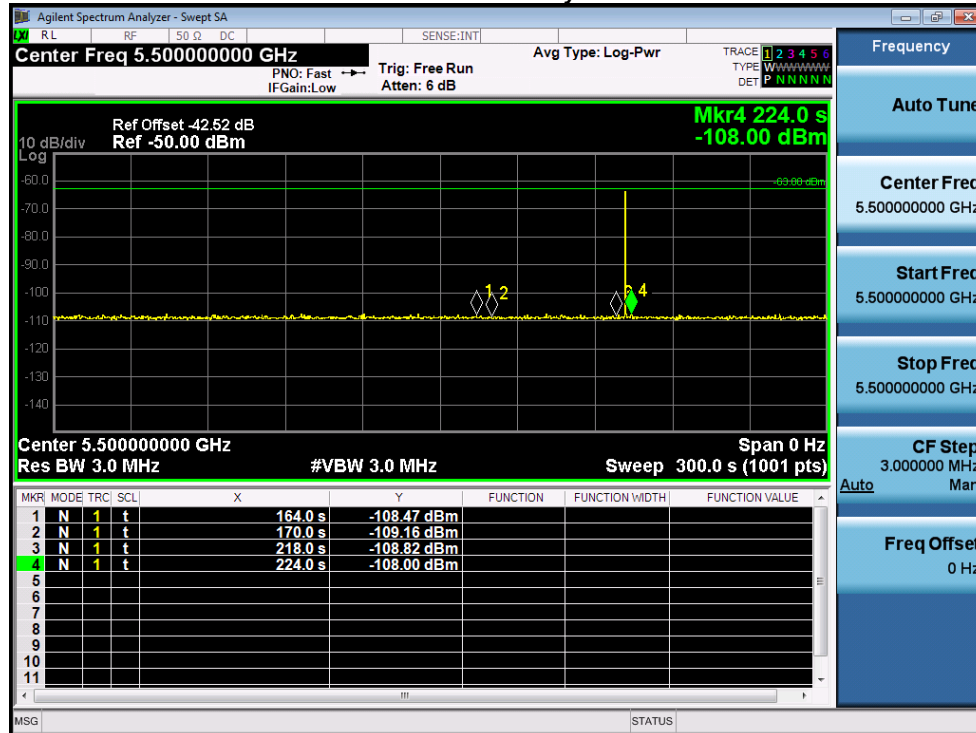 Agilent Spectrum Analyzer - Swept SA
LXI RL RF 50 Ω DC SENSE:INT
Center Freq 5.500000000 GHz
PNO: Fast
IFGain:Low
Trig: Free Run
Atten: 6 dB
Avg Type: Log-Pwr
TRACE 1 2 3 4 5 6
TYPE WWWWWW
DET P N N N N N
Ref Offset -42.52 dB
Ref -50.00 dBm
10 dB/div
Log
Mkr4 224.0 s
-108.00 dBm
-60.0
-63.00 dBm
-70.0
-80.0
-90.0
-100
1 2 4
-110
-120
-130
-140
Center 5.500000000 GHz Span 0 Hz
Res BW 3.0 MHz #VBW 3.0 MHz Sweep 300.0 s (1001 pts)
MKR MODE TRC SCL X Y FUNCTION FUNCTION WIDTH FUNCTION VALUE
1 N 1 t 164.0 s -108.47 dBm
2 N 1 t 170.0 s -109.16 dBm
3 N 1 t 218.0 s -108.82 dBm
4 N 1 t 224.0 s -108.00 dBm
5
6
7
8
9
10
11
MSG STATUS
Frequency
Auto Tune
Center Freq
5.500000000 GHz
Start Freq
5.500000000 GHz
Stop Freq
5.500000000 GHz
CF Step
3.000000 MHz
Auto Man
Freq Offset
0 Hz